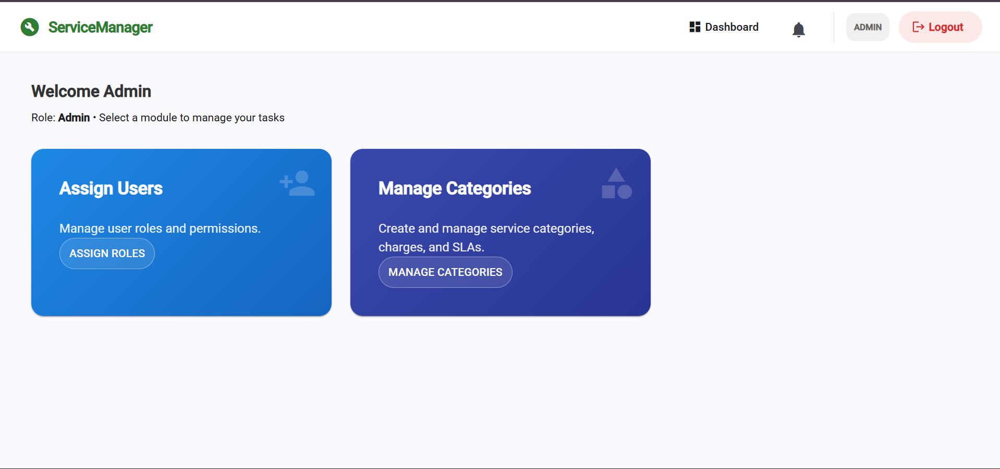 ServiceManager
Dashboard
ADMIN
Logout
Welcome Admin
Role: Admin • Select a module to manage your tasks
Assign Users
Manage user roles and permissions.
ASSIGN ROLES
Manage Categories
Create and manage service categories,
charges, and SLAs.
MANAGE CATEGORIES